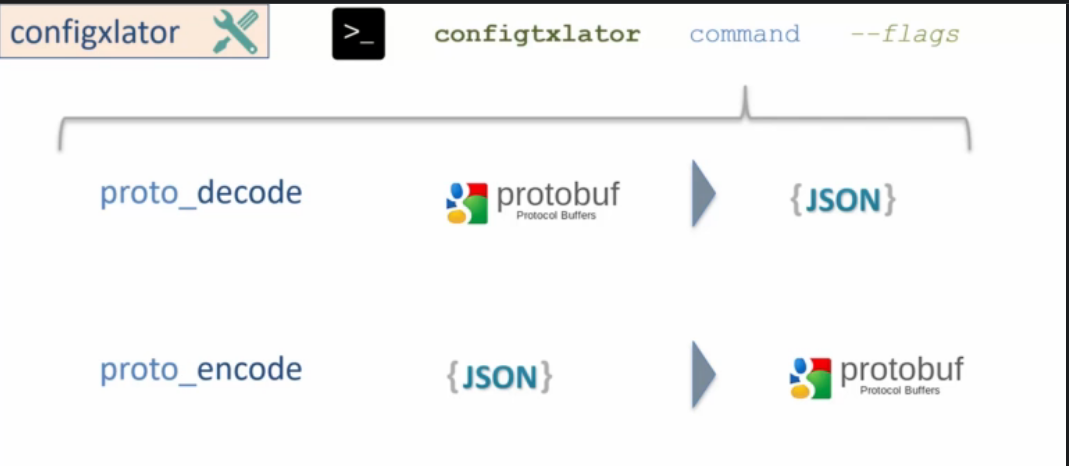 configxlator >_ configtxlator command --flags
proto_decode protobuf {JSON}
Protocol Buffers
proto_encode {JSON} protobuf
Protocol Buffers